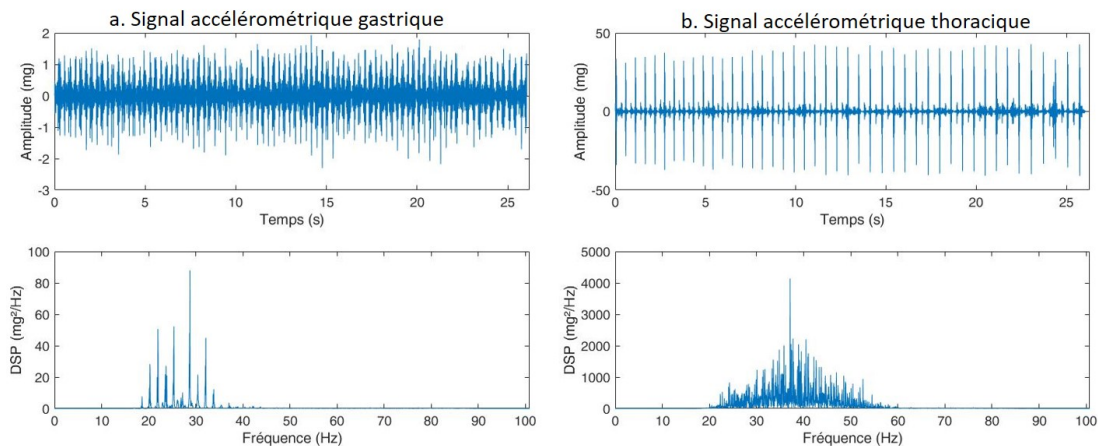 a. Signal accélérométrique gastrique
2
1
0
-1
-2
-3
Amplitude (mg)
0 5 10 15 20 25
Temps (s)
b. Signal accélérométrique thoracique
50
0
-50
Amplitude (mg)
0 5 10 15 20 25
Temps (s)
100
80
60
40
20
0
DSP (mg²/Hz)
0 10 20 30 40 50 60 70 80 90 100
Fréquence (Hz)
5000
4000
3000
2000
1000
0
DSP (mg²/Hz)
0 10 20 30 40 50 60 70 80 90 100
Fréquence (Hz)